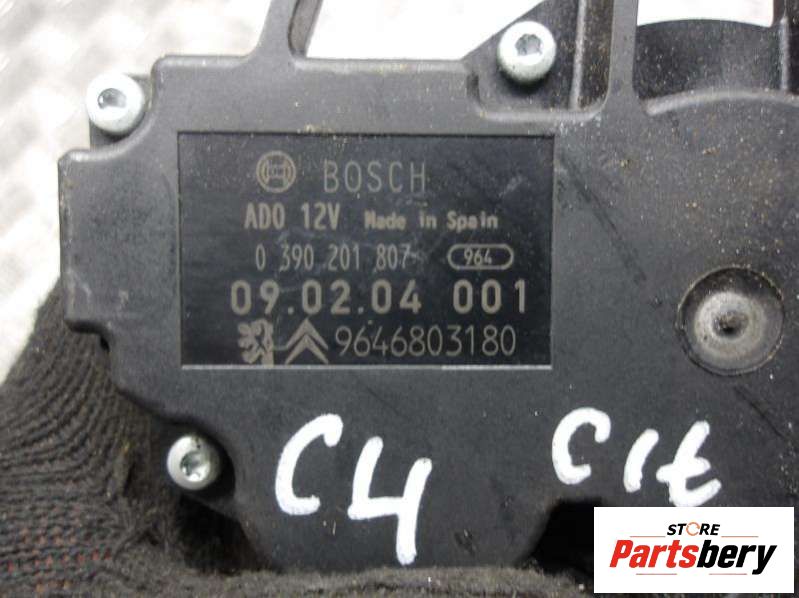 BOSCH
AD0 12V Made in Spain
0 390 201 807 964
09.02.04 001
9646803180
C4 Cit
STORE
Partsbery